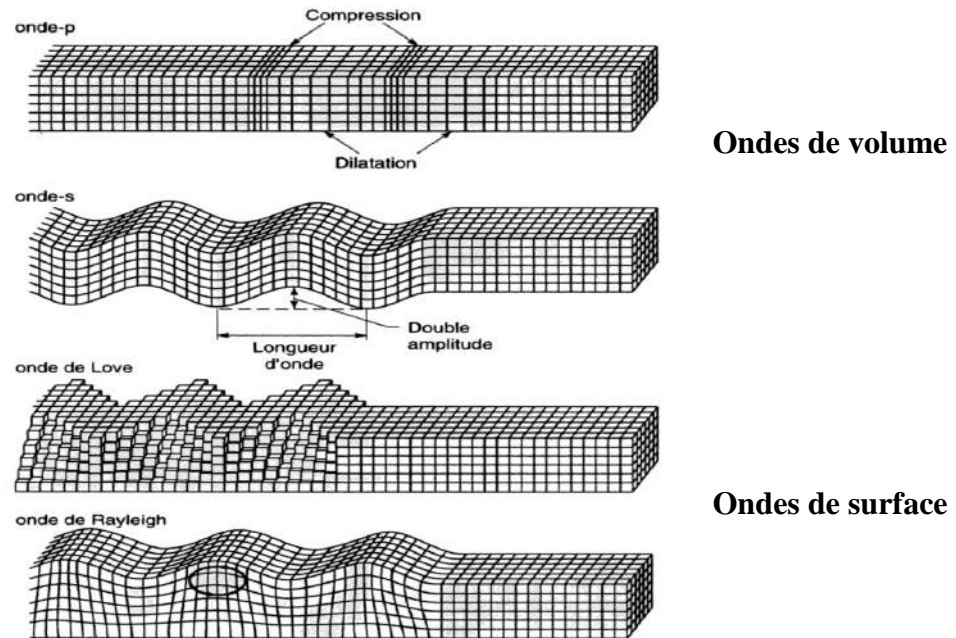 Compression
onde-p
Dilatation
Ondes de volume
onde-s
Double
amplitude
Longueur
d'onde
onde de Love
Ondes de surface
onde de Rayleigh